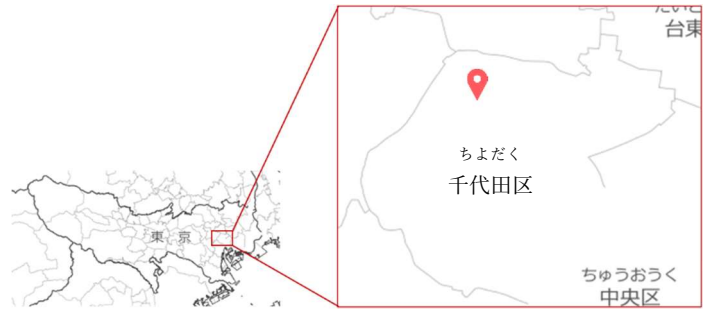 台東
ちよだく
千代田区
東京
ちゅうおうく
中央区